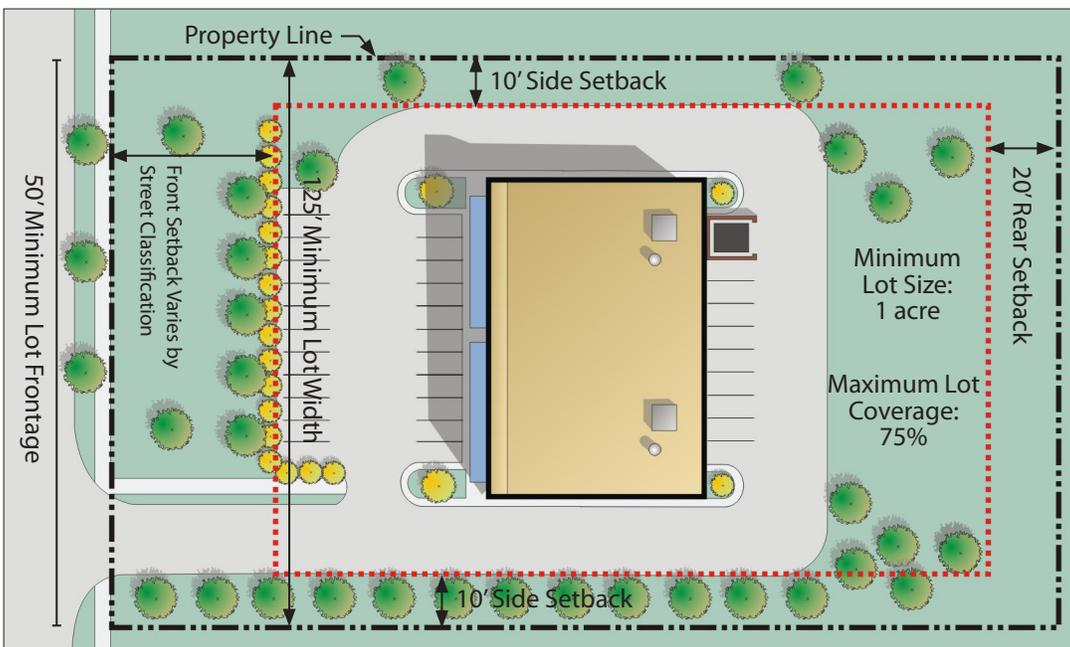 Property Line
10' Side Setback
50' Minimum Lot Frontage
Front Setback Varies by
Street Classification
125' Minimum Lot Width
20' Rear Setback
Minimum
Lot Size:
1 acre
Maximum Lot
Coverage:
75%
10' Side Setback